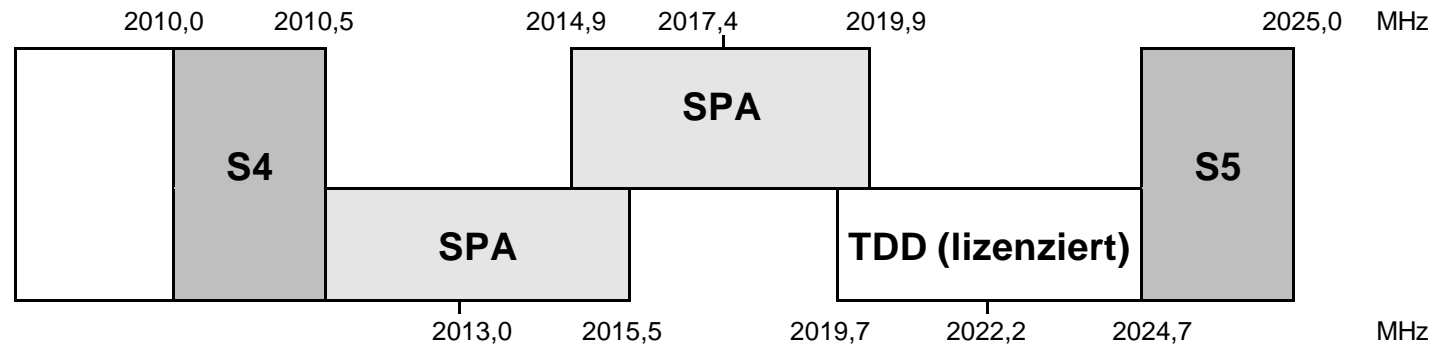 2010,0 2010,5 2014,9 2017,4 2019,9 2025,0 MHz
SPA
S4 S5
SPA TDD (lizenziert)
2013,0 2015,5 2019,7 2022,2 2024,7 MHz